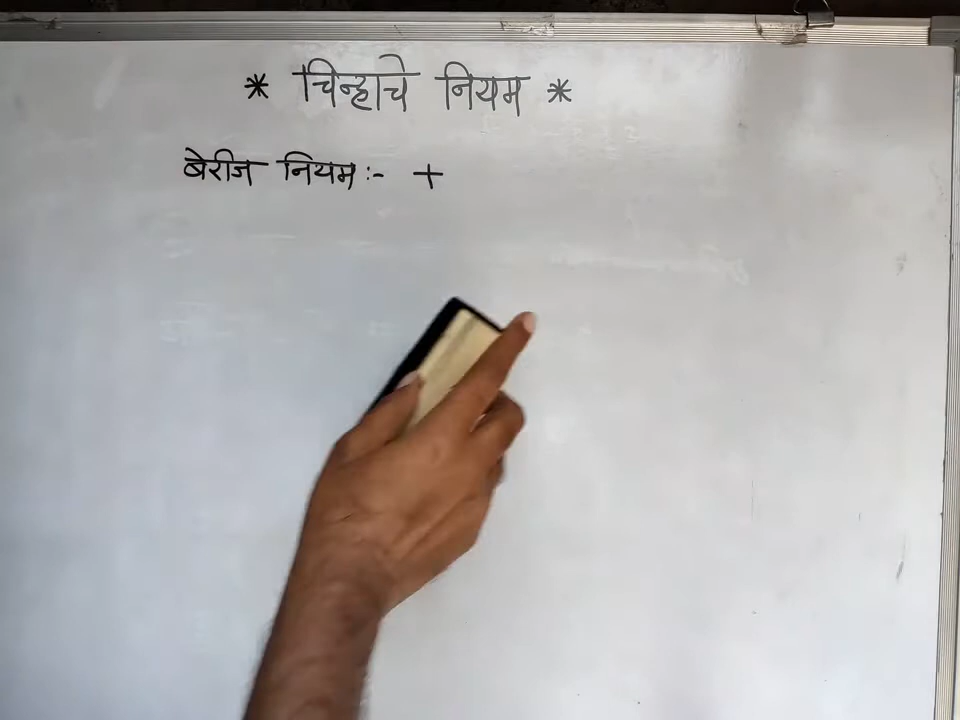 * चिन्हाचे नियम *
बेरीज नियम :- +